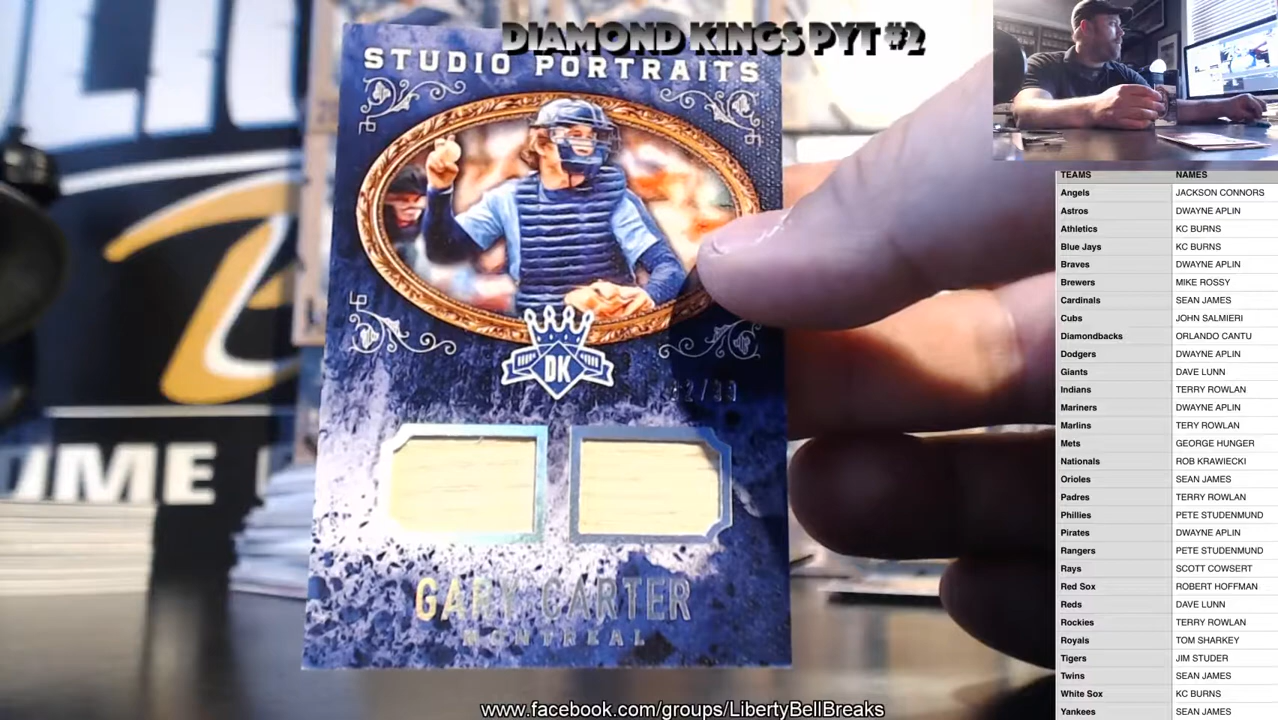 DIAMOND KINGS PYT #2
STUDIO PORTRAITS
DK
GARY CARTER
MONTREAL
OME
www.facebook.com/groups/LibertyBellBreaks
TEAMS NAMES
Angels JACKSON CONNORS
Astros DWAYNE APLIN
Athletics KC BURNS
Blue Jays KC BURNS
Braves DWAYNE APLIN
Brewers MIKE ROSSY
Cardinals SEAN JAMES
Cubs JOHN SALMIERI
Diamondbacks ORLANDO CANTU
Dodgers DWAYNE APLIN
Giants DAVE LUNN
Indians TERRY ROWLAN
Mariners DWAYNE APLIN
Marlins TERY ROWLAN
Mets GEORGE HUNGER
Nationals ROB KRAWIECKI
Orioles SEAN JAMES
Padres TERRY ROWLAN
Phillies PETE STUDENMUND
Pirates DWAYNE APLIN
Rangers PETE STUDENMUND
Rays SCOTT COWSERT
Red Sox ROBERT HOFFMAN
Reds DAVE LUNN
Rockies TERRY ROWLAN
Royals TOM SHARKEY
Tigers JIM STUDER
Twins SEAN JAMES
White Sox KC BURNS
Yankees SEAN JAMES